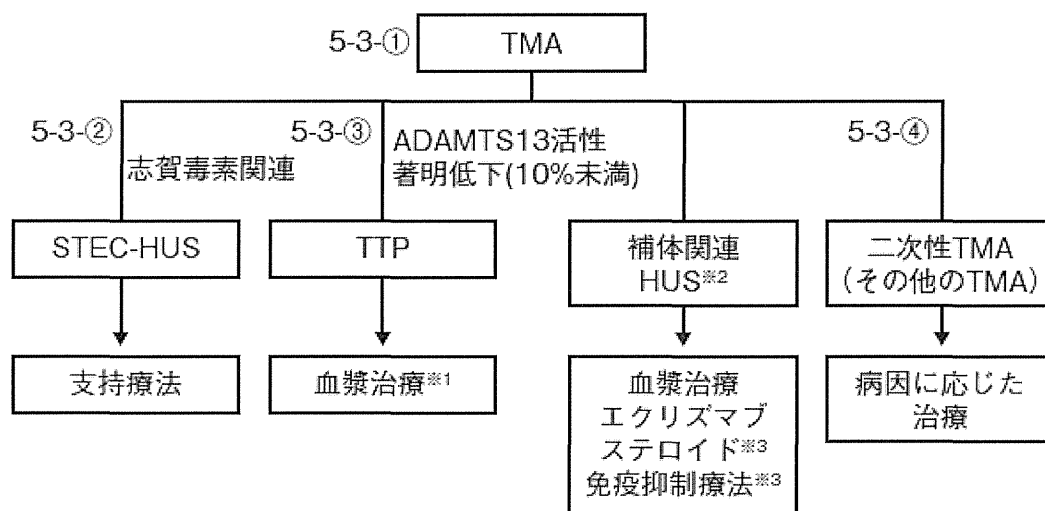 5-3-①
TMA
5-3-②
志賀毒素関連
5-3-③
ADAMTS13活性
著明低下(10%未満)
5-3-④
STEC-HUS
TTP
補体関連
HUS※2
二次性TMA
(その他のTMA)
支持療法
血漿治療※1
血漿治療
エクリズマブ
ステロイド※3
免疫抑制療法※3
病因に応じた
治療